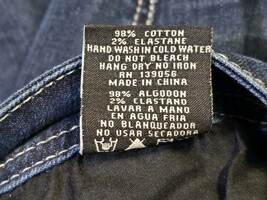 98% COTTON
2% ELASTANE
HAND WASH IN COLD WATER
DO NOT BLEACH
HANG DRY NO IRON
RN 139056
98% ALGODON
2% ELASTANO
LAVAR A MANO
EN AGUA FRIA
NO BLANQUEADOR
NO USAR SECADORA